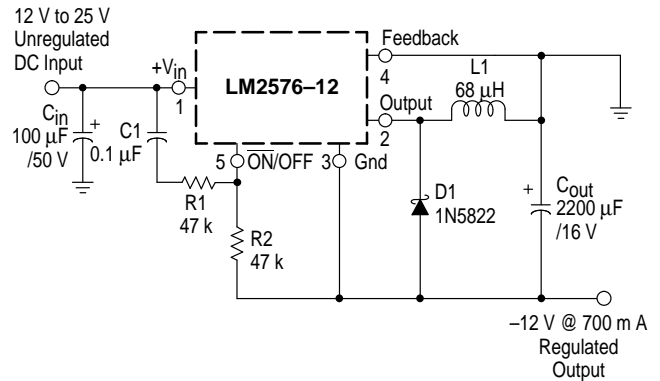 12 V to 25 V
Unregulated
DC Input
+Vin
1
LM2576–12
Feedback
4
L1
68 µH
Output
2
Cin
100 µF
/50 V
+
C1
0.1 µF
5
ON/OFF
3
Gnd
R1
47 k
R2
47 k
D1
1N5822
+
Cout
2200 µF
/16 V
–12 V @ 700 m A
Regulated
Output